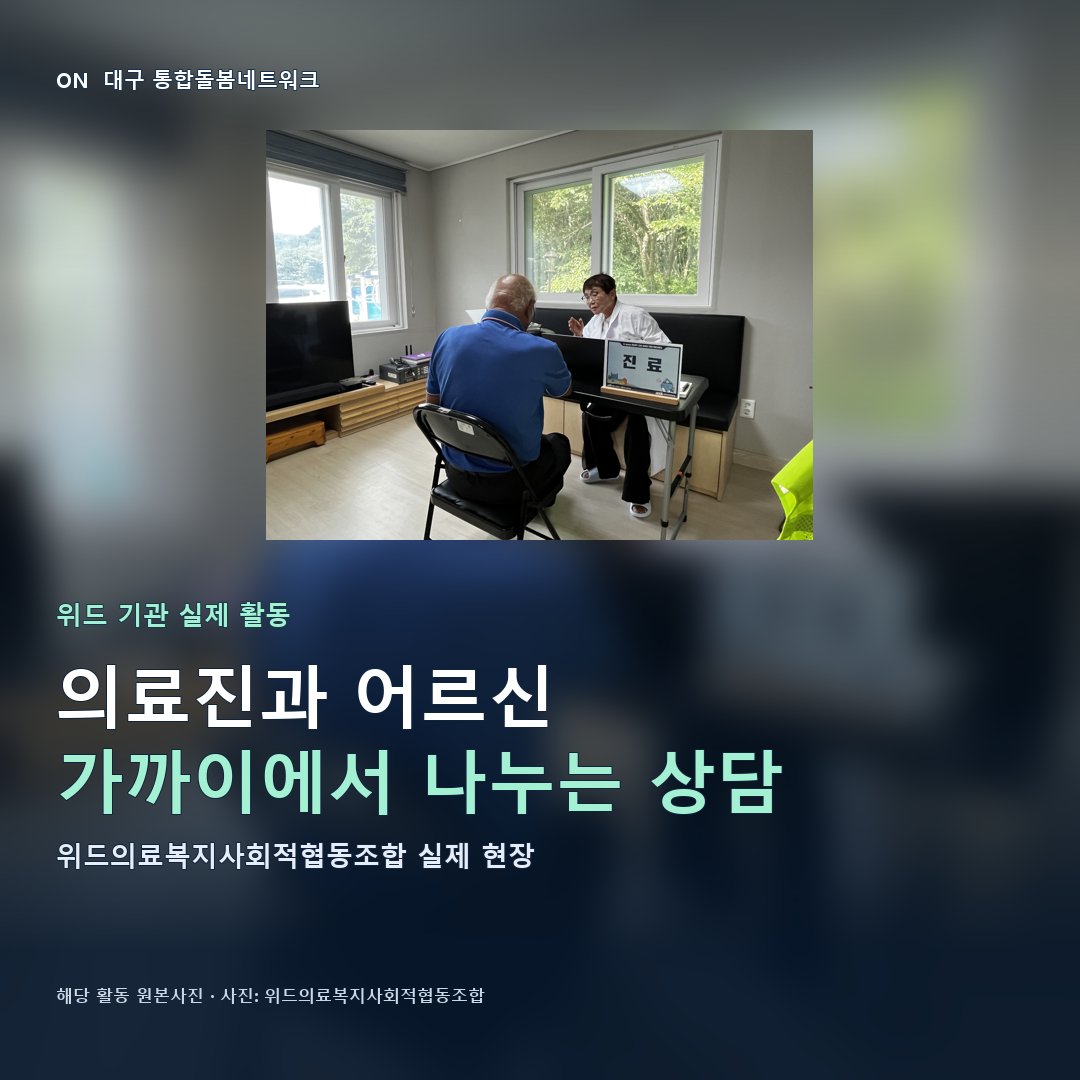 ON 대구 통합돌봄네트워크
진료
위드 기관 실제 활동
의료진과 어르신
가까이에서 나누는 상담
위드의료복지사회적협동조합 실제 현장
해당 활동 원본사진 · 사진: 위드의료복지사회적협동조합